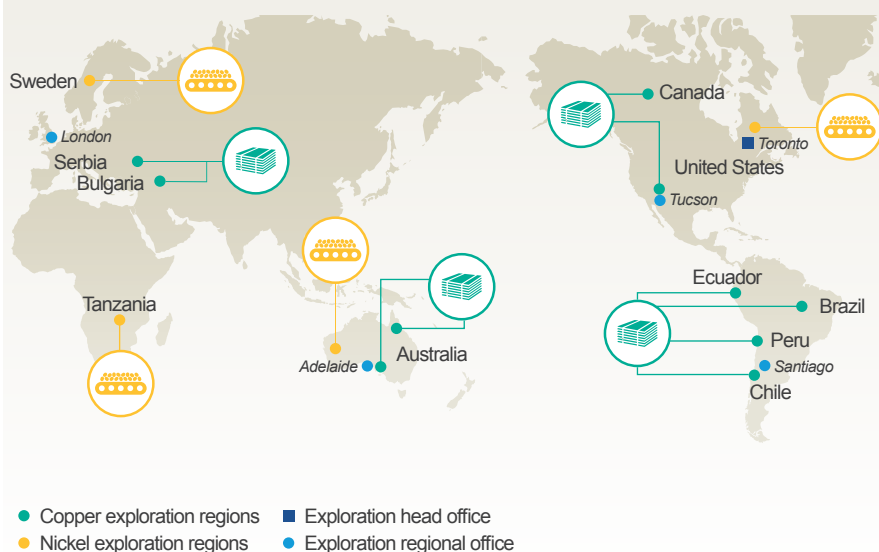 Sweden
London
Serbia
Bulgaria
Tanzania
Adelaide
Australia
Canada
Toronto
United States
Tucson
Ecuador
Brazil
Peru
Santiago
Chile
Copper exploration regions
Exploration head office
Nickel exploration regions
Exploration regional office